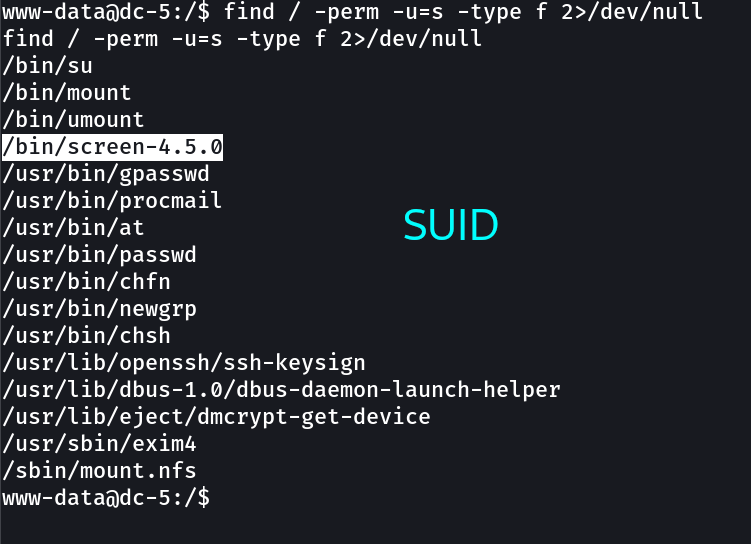 www-data@dc-5:/$ find / -perm -u=s -type f 2>/dev/null
find / -perm -u=s -type f 2>/dev/null
/bin/su
/bin/mount
/bin/umount
/bin/screen-4.5.0
/usr/bin/gpasswd
/usr/bin/procmail
/usr/bin/at
/usr/bin/passwd
/usr/bin/chfn
/usr/bin/newgrp
/usr/bin/chsh
/usr/lib/openssh/ssh-keysign
/usr/lib/dbus-1.0/dbus-daemon-launch-helper
/usr/lib/eject/dmcrypt-get-device
/usr/sbin/exim4
/sbin/mount.nfs
www-data@dc-5:/$
SUID